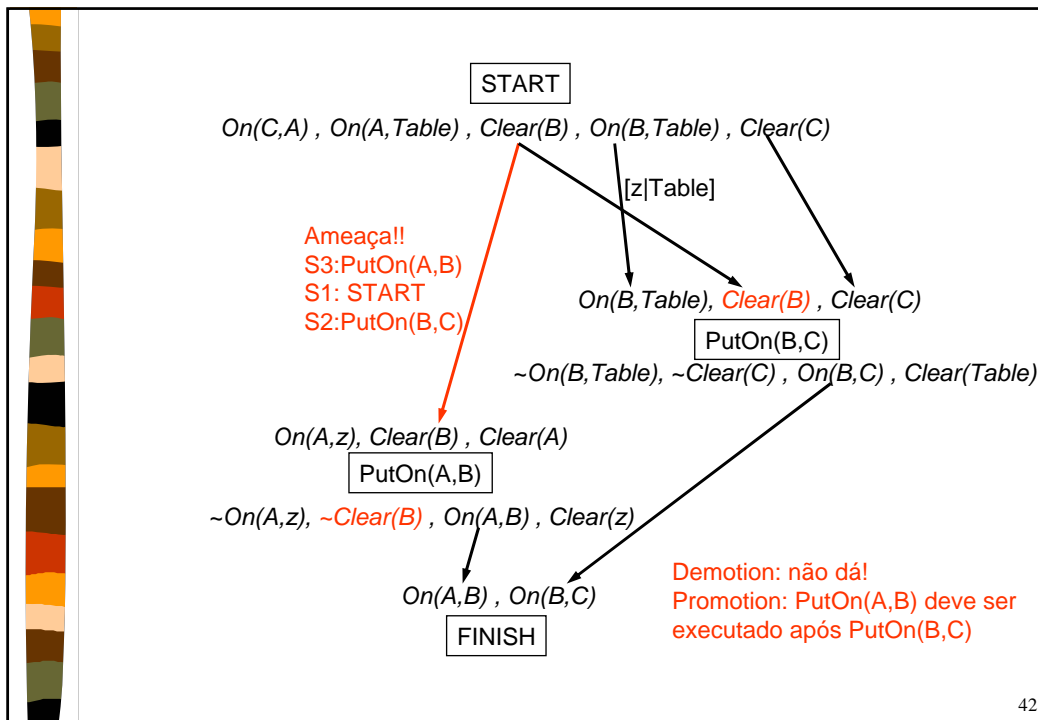 START
On(C,A) , On(A,Table) , Clear(B) , On(B,Table) , Clear(C)
[z|Table]
Ameaça!!
S3:PutOn(A,B)
S1: START
S2:PutOn(B,C)
On(B,Table), Clear(B) , Clear(C)
PutOn(B,C)
~On(B,Table), ~Clear(C) , On(B,C) , Clear(Table)
On(A,z), Clear(B) , Clear(A)
PutOn(A,B)
~On(A,z), ~Clear(B) , On(A,B) , Clear(z)
On(A,B) , On(B,C)
FINISH
Demotion: não dá!
Promotion: PutOn(A,B) deve ser
executado após PutOn(B,C)
42